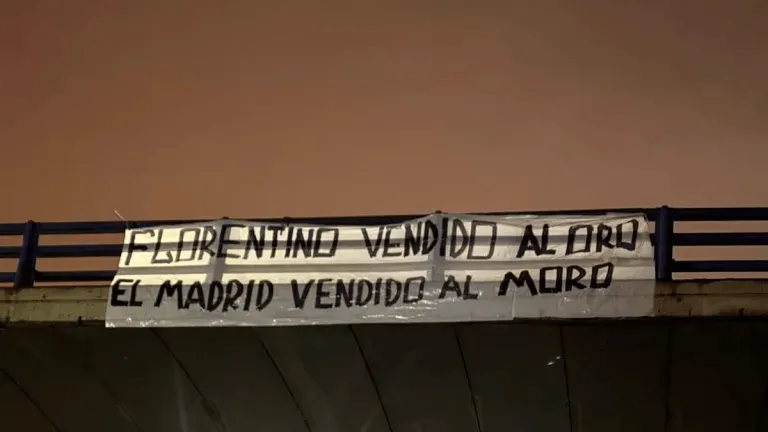 FLORENTINO VENDIDO AL ORO
EL MADRID VENDIDO AL MORO